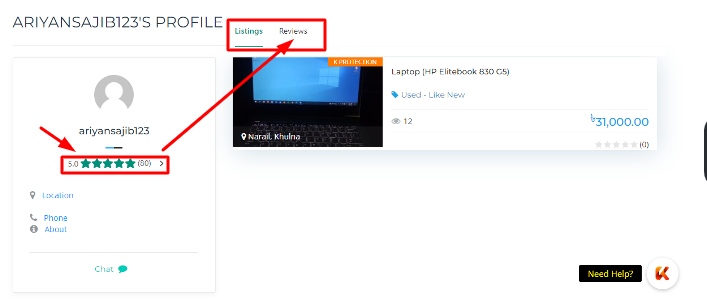 ARIYANSAJIB123'S PROFILE
Listings
Reviews
ariyansajib123
5.0 (80)
Location
Phone
About
Chat
K PROTECTION
Narail, Khulna
Laptop (HP Elitebook 830 G5)
Used - Like New
12
৳31,000.00
(0)
Need Help?
K